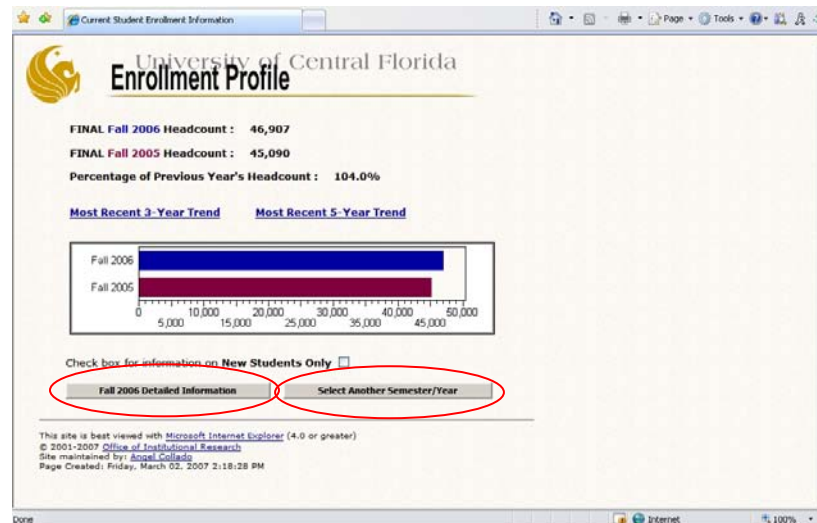 Current Student Enrollment Information
Page
Tools
University of Central Florida
Enrollment Profile
FINAL Fall 2006 Headcount : 46,907
FINAL Fall 2005 Headcount : 45,090
Percentage of Previous Year's Headcount : 104.0%
Most Recent 3-Year Trend Most Recent 5-Year Trend
Fall 2006
Fall 2005
0 10,000 20,000 30,000 40,000 50,000
5,000 15,000 25,000 35,000 45,000
Check box for information on New Students Only
Fall 2006 Detailed Information Select Another Semester/Year
This site is best viewed with Microsoft Internet Explorer (4.0 or greater)
© 2001-2007 Office of Institutional Research
Site maintained by: Angel Collado
Page Created: Friday, March 02, 2007 2:18:28 PM
Done Internet 100%